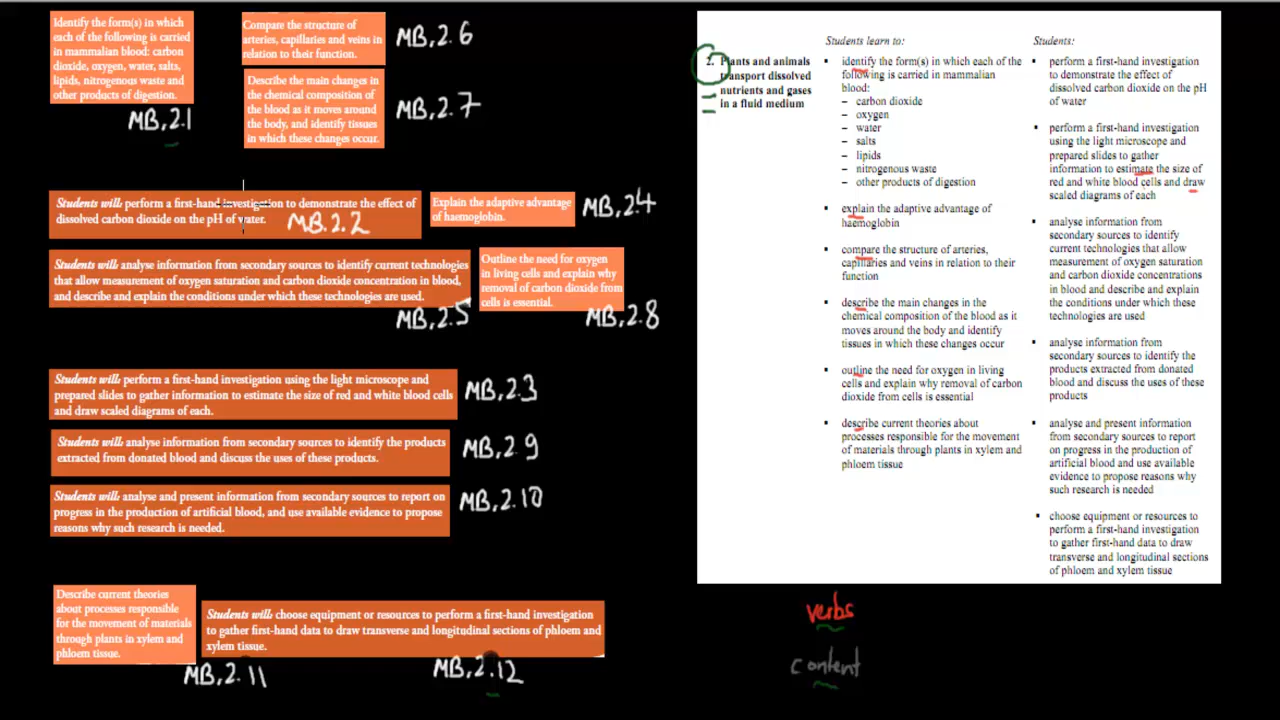 Identify the form(s) in which
each of the following is carried
in mammalian blood: carbon
dioxide, oxygen, water, salts,
lipids, nitrogenous waste and
other products of digestion.
MB,2.1
Compare the structure of
arteries, capillaries and veins in
relation to their function.
MB,2.6
Describe the main changes in
the chemical composition of
the blood as it moves around
the body, and identify tissues
in which these changes occur.
MB,2.7
Students will: perform a first-hand investigation to demonstrate the effect of
dissolved carbon dioxide on the pH of water.
MB.2.2
Explain the adaptive advantage
of haemoglobin.
MB,2.4
Students will: analyse information from secondary sources to identify current technologies
that allow measurement of oxygen saturation and carbon dioxide concentration in blood,
and describe and explain the conditions under which these technologies are used.
MB,2.5
Outline the need for oxygen
in living cells and explain why
removal of carbon dioxide from
cells is essential.
MB,2.8
Students will: perform a first-hand investigation using the light microscope and
prepared slides to gather information to estimate the size of red and white blood cells
and draw scaled diagrams of each.
MB,2.3
Students will: analyse information from secondary sources to identify the products
extracted from donated blood and discuss the uses of these products.
MB,2.9
Students will: analyse and present information from secondary sources to report on
progress in the production of artificial blood, and use available evidence to propose
reasons why such research is needed.
MB,2.10
Describe current theories
about processes responsible
for the movement of materials
through plants in xylem and
phloem tissue.
MB,2.11
Students will: choose equipment or resources to perform a first-hand investigation
to gather first-hand data to draw transverse and longitudinal sections of phloem and
xylem tissue.
MB,2.12
2. Plants and animals
transport dissolved
nutrients and gases
in a fluid medium
Students learn to:
▪ identify the form(s) in which each of the
following is carried in mammalian
blood:
– carbon dioxide
– oxygen
– water
– salts
– lipids
– nitrogenous waste
– other products of digestion
▪ explain the adaptive advantage of
haemoglobin
▪ compare the structure of arteries,
capillaries and veins in relation to their
function
▪ describe the main changes in the
chemical composition of the blood as it
moves around the body and identify
tissues in which these changes occur
▪ outline the need for oxygen in living
cells and explain why removal of carbon
dioxide from cells is essential
▪ describe current theories about
processes responsible for the movement
of materials through plants in xylem and
phloem tissue
Students:
▪ perform a first-hand investigation
to demonstrate the effect of
dissolved carbon dioxide on the pH
of water
▪ perform a first-hand investigation
using the light microscope and
prepared slides to gather
information to estimate the size of
red and white blood cells and draw
scaled diagrams of each
▪ analyse information from
secondary sources to identify
current technologies that allow
measurement of oxygen saturation
and carbon dioxide concentrations
in blood and describe and explain
the conditions under which these
technologies are used
▪ analyse information from
secondary sources to identify the
products extracted from donated
blood and discuss the uses of these
products
▪ analyse and present information
from secondary sources to report
on progress in the production of
artificial blood and use available
evidence to propose reasons why
such research is needed
▪ choose equipment or resources to
perform a first-hand investigation
to gather first-hand data to draw
transverse and longitudinal sections
of phloem and xylem tissue
verbs
content